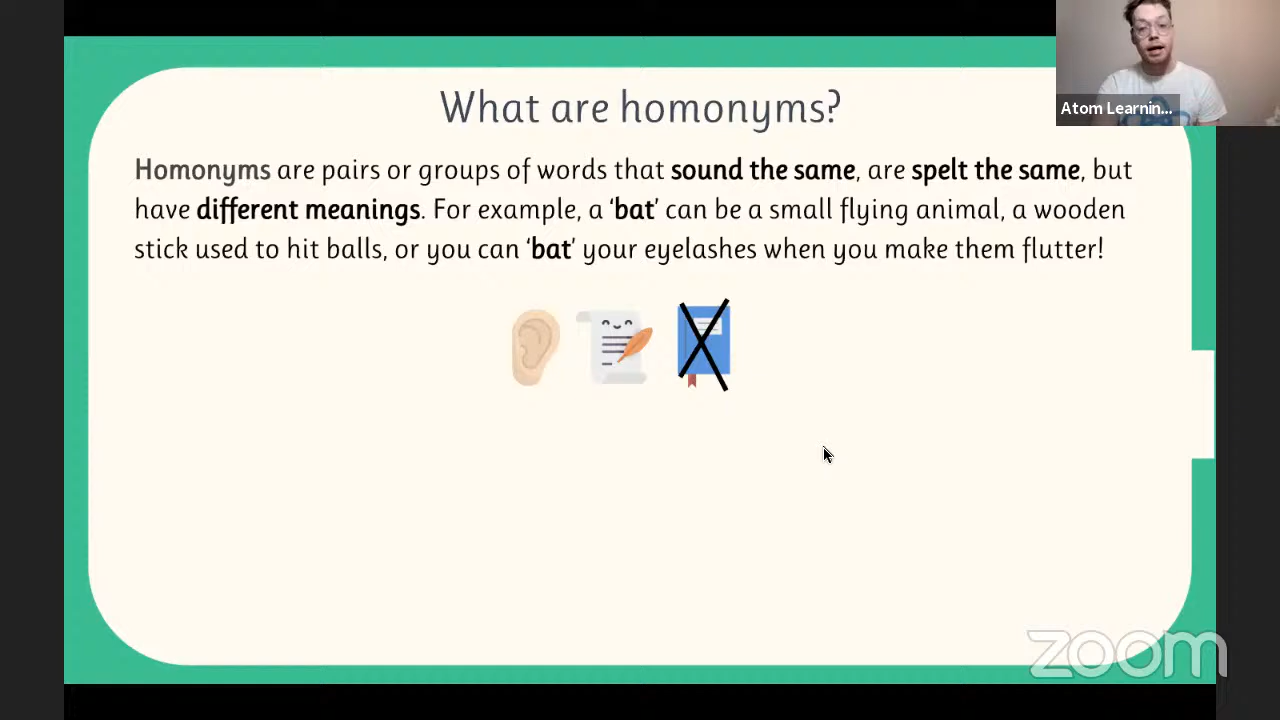 What are homonyms?
Atom Learnin...
Homonyms are pairs or groups of words that sound the same, are spelt the same, but
have different meanings. For example, a ‘bat’ can be a small flying animal, a wooden
stick used to hit balls, or you can ‘bat’ your eyelashes when you make them flutter!
zoom